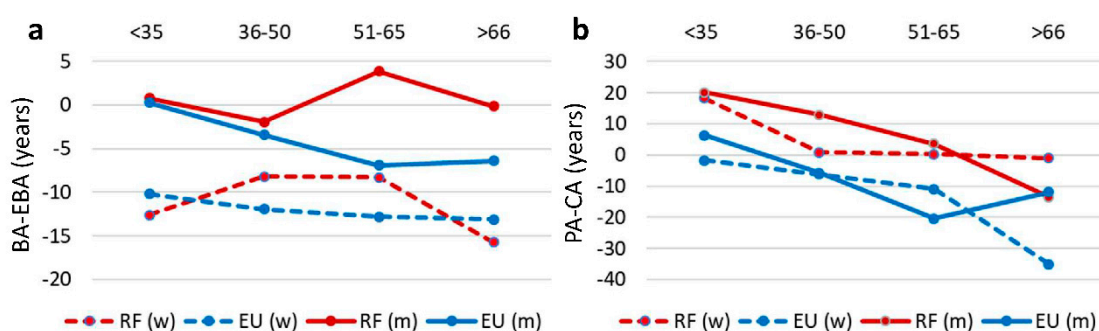 a
<35 36-50 51-65 >66
BA-EBA (years)
5
0
-5
-10
-15
-20
RF (w) EU (w) RF (m) EU (m)
b
<35 36-50 51-65 >66
PA-CA (years)
30
20
10
0
-10
-20
-30
-40
RF (w) EU (w) RF (m) EU (m)